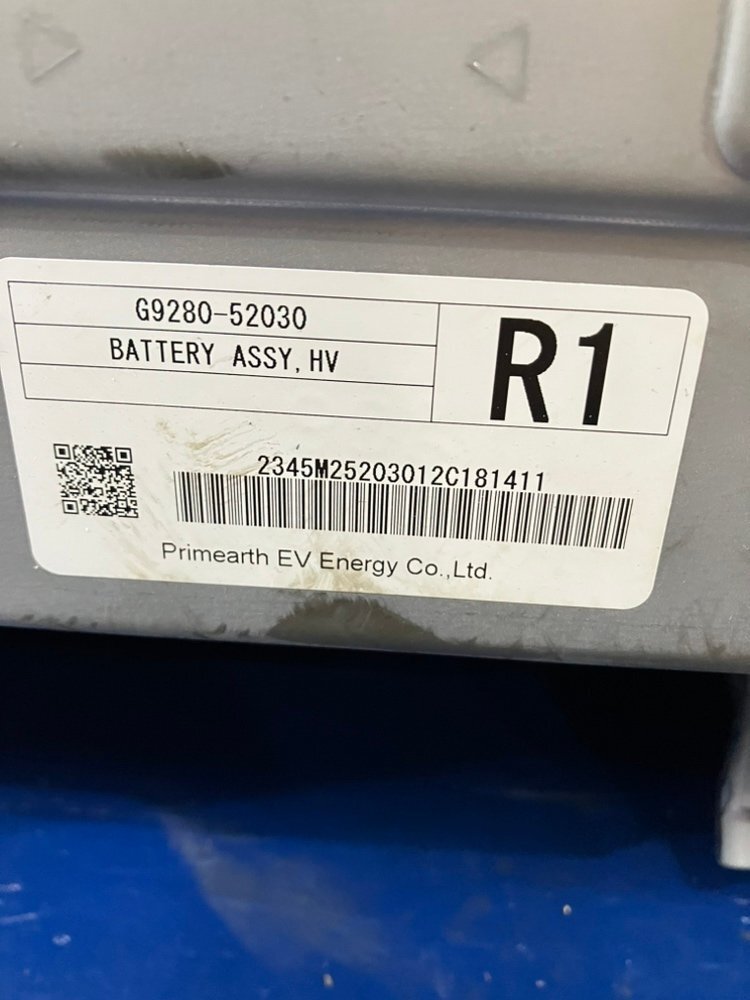 G9280-52030
BATTERY ASSY, HV
R1
2345M25203012C181411
Primearth EV Energy Co.,Ltd.